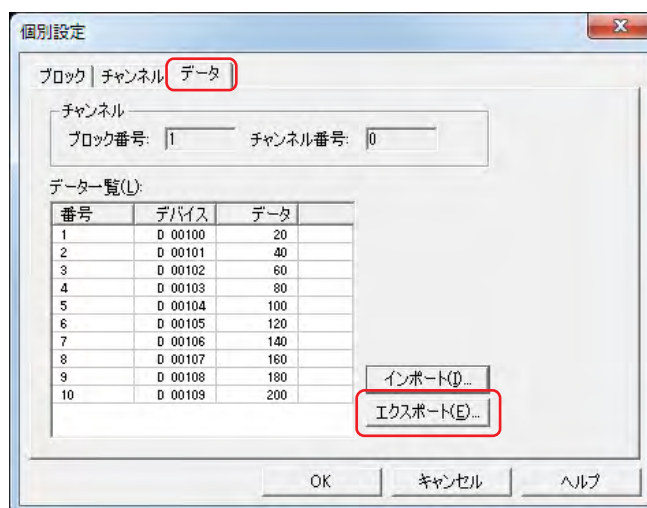 個別設定
ブロック チャンネル データ
チャンネル
ブロック番号: 1 チャンネル番号: 0
データ一覧(L):
番号 デバイス データ
1 D 00100 20
2 D 00101 40
3 D 00102 60
4 D 00103 80
5 D 00104 100
6 D 00105 120
7 D 00106 140
8 D 00107 160
9 D 00108 180
10 D 00109 200
インポート(I)...
エクスポート(E)...
OK キャンセル ヘルプ